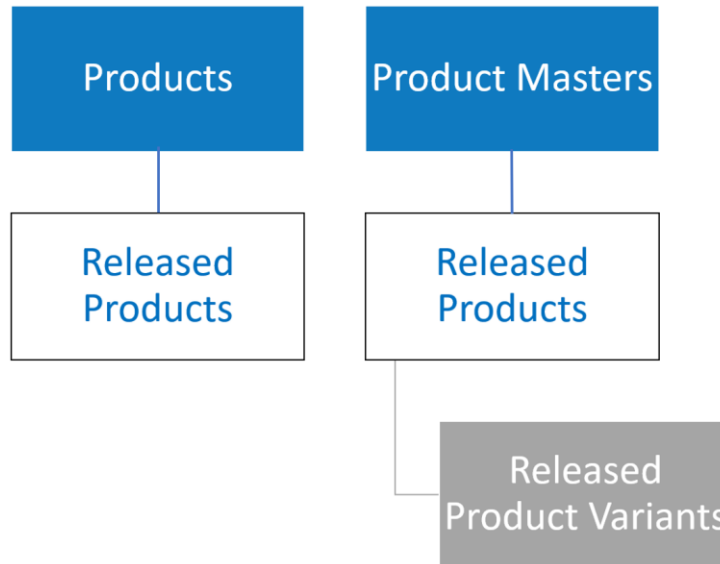 Products
Product Masters
Released
Products
Released
Products
Released
Product Variants